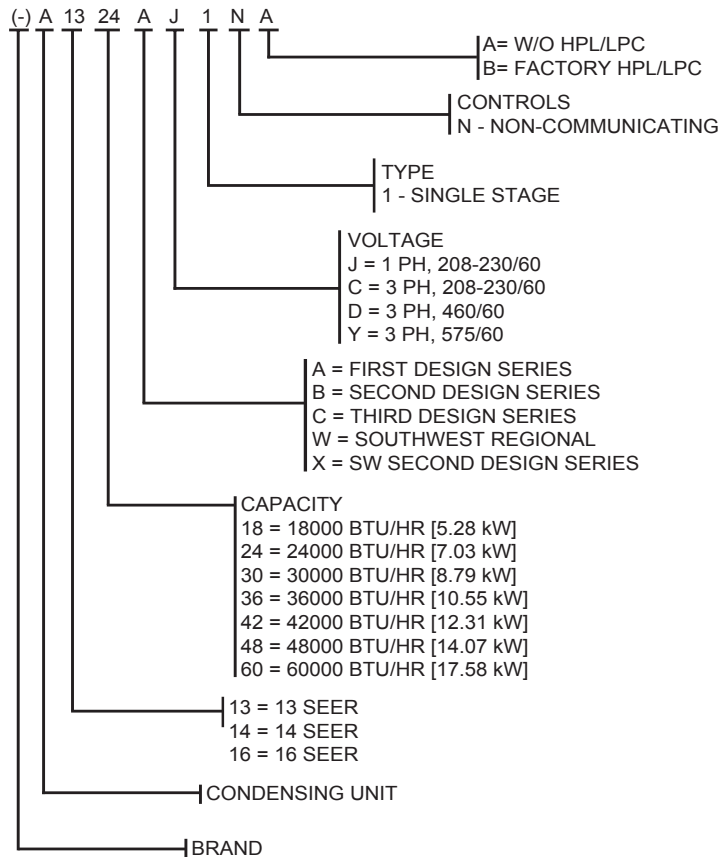 (-) A 13 24 A J 1 N A
A= W/O HPL/LPC
B= FACTORY HPL/LPC
CONTROLS
N - NON-COMMUNICATING
TYPE
1 - SINGLE STAGE
VOLTAGE
J = 1 PH, 208-230/60
C = 3 PH, 208-230/60
D = 3 PH, 460/60
Y = 3 PH, 575/60
A = FIRST DESIGN SERIES
B = SECOND DESIGN SERIES
C = THIRD DESIGN SERIES
W = SOUTHWEST REGIONAL
X = SW SECOND DESIGN SERIES
CAPACITY
18 = 18000 BTU/HR [5.28 kW]
24 = 24000 BTU/HR [7.03 kW]
30 = 30000 BTU/HR [8.79 kW]
36 = 36000 BTU/HR [10.55 kW]
42 = 42000 BTU/HR [12.31 kW]
48 = 48000 BTU/HR [14.07 kW]
60 = 60000 BTU/HR [17.58 kW]
13 = 13 SEER
14 = 14 SEER
16 = 16 SEER
CONDENSING UNIT
BRAND